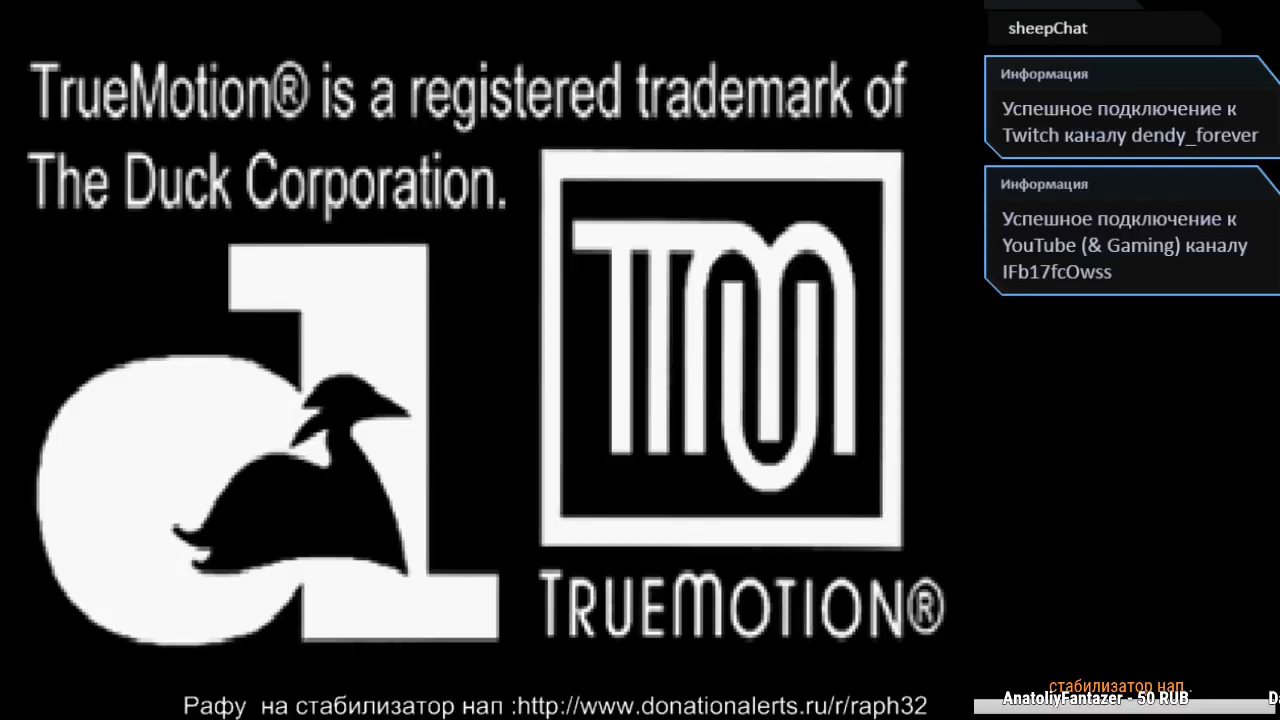 TrueMotion® is a registered trademark of
The Duck Corporation.
TM
TRUEMOTION®
Рафу на стабилизатор нап :http://www.donationalerts.ru/r/raph32
sheepChat
Информация
Успешное подключение к
Twitch каналу dendy_forever
Информация
Успешное подключение к
YouTube (& Gaming) каналу
IFb17fcOwss
стабилизатор нап..
AnatoliyFantazer - 50 RUB